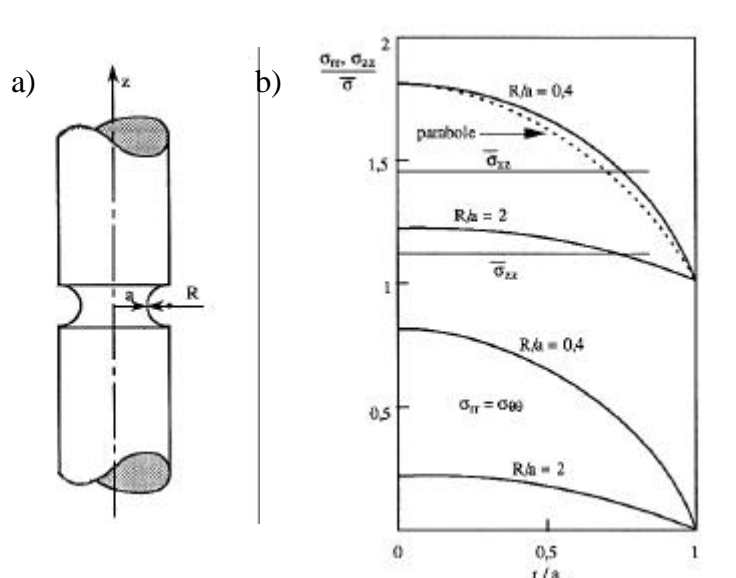 a)
z
a
R
b)
σrr, σzz
σ̄
2
1,5
1
0,5
0
0,5
1
r/a
R/a = 0,4
parabole
σ̄zz
R/a = 2
σ̄zz
R/a = 0,4
σrr = σθθ
R/a = 2